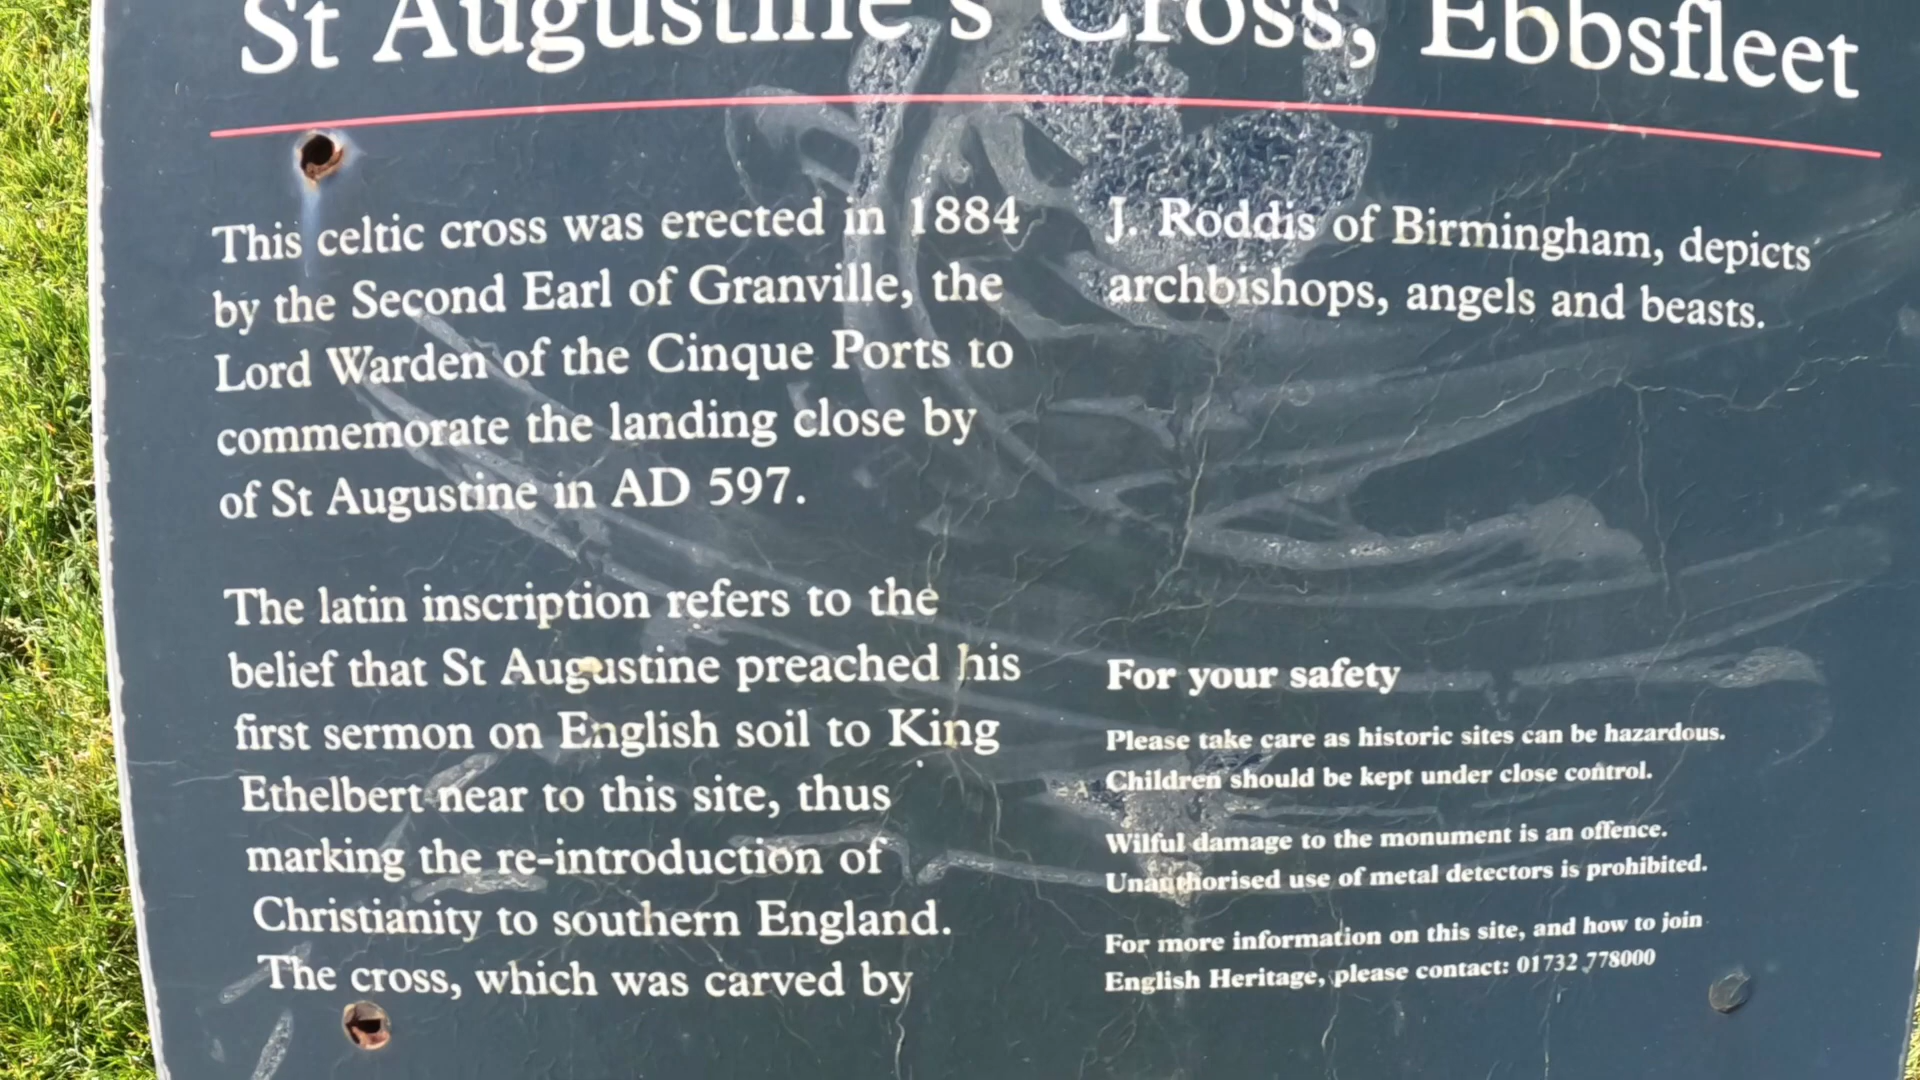 St Augustine's Cross, Ebbsfleet
This celtic cross was erected in 1884
by the Second Earl of Granville, the
Lord Warden of the Cinque Ports to
commemorate the landing close by
of St Augustine in AD 597.
The latin inscription refers to the
belief that St Augustine preached his
first sermon on English soil to King
Ethelbert near to this site, thus
marking the re-introduction of
Christianity to southern England.
The cross, which was carved by
J. Roddis of Birmingham, depicts
archbishops, angels and beasts.
For your safety
Please take care as historic sites can be hazardous.
Children should be kept under close control.
Wilful damage to the monument is an offence.
Unauthorised use of metal detectors is prohibited.
For more information on this site, and how to join
English Heritage, please contact: 01732 778000